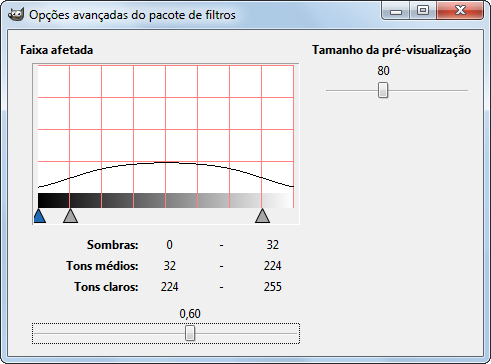 Opções avançadas do pacote de filtros
Faixa afetada
Tamanho da pré-visualização
80
Sombras: 0 - 32
Tons médios: 32 - 224
Tons claros: 224 - 255
0,60